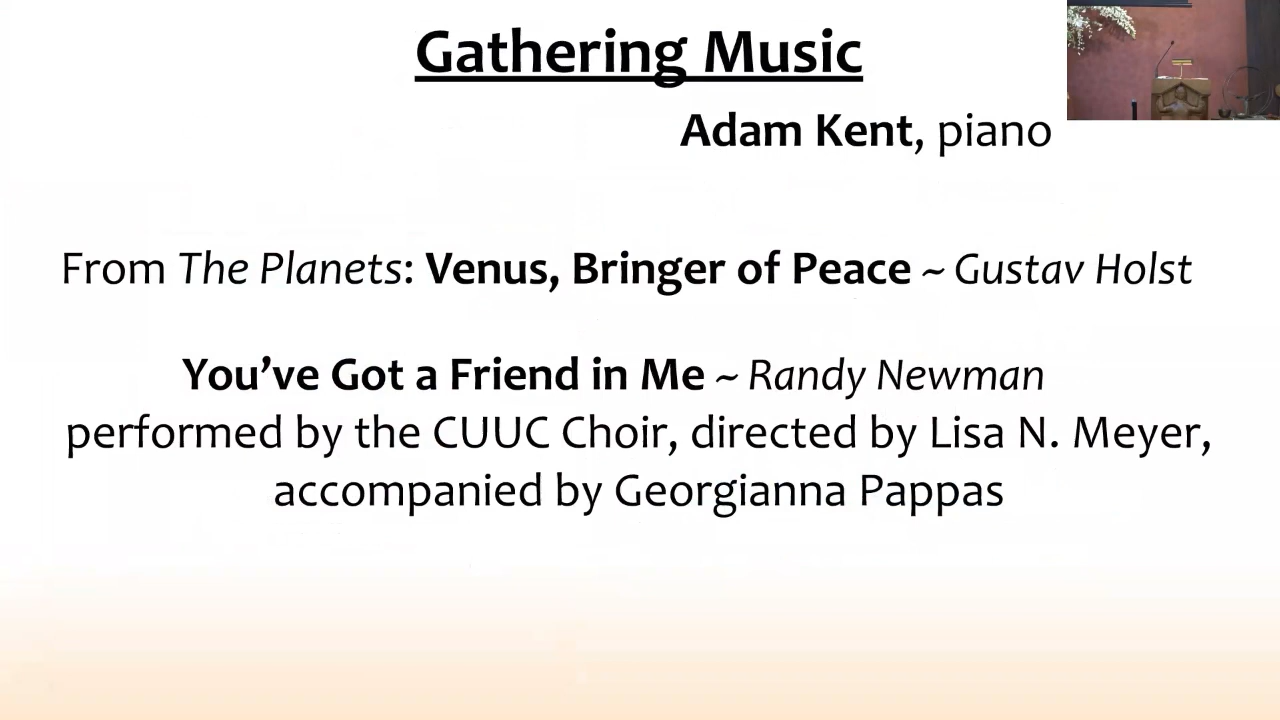 Gathering Music
Adam Kent, piano
From The Planets: Venus, Bringer of Peace ~ Gustav Holst
You’ve Got a Friend in Me ~ Randy Newman
performed by the CUUC Choir, directed by Lisa N. Meyer,
accompanied by Georgianna Pappas